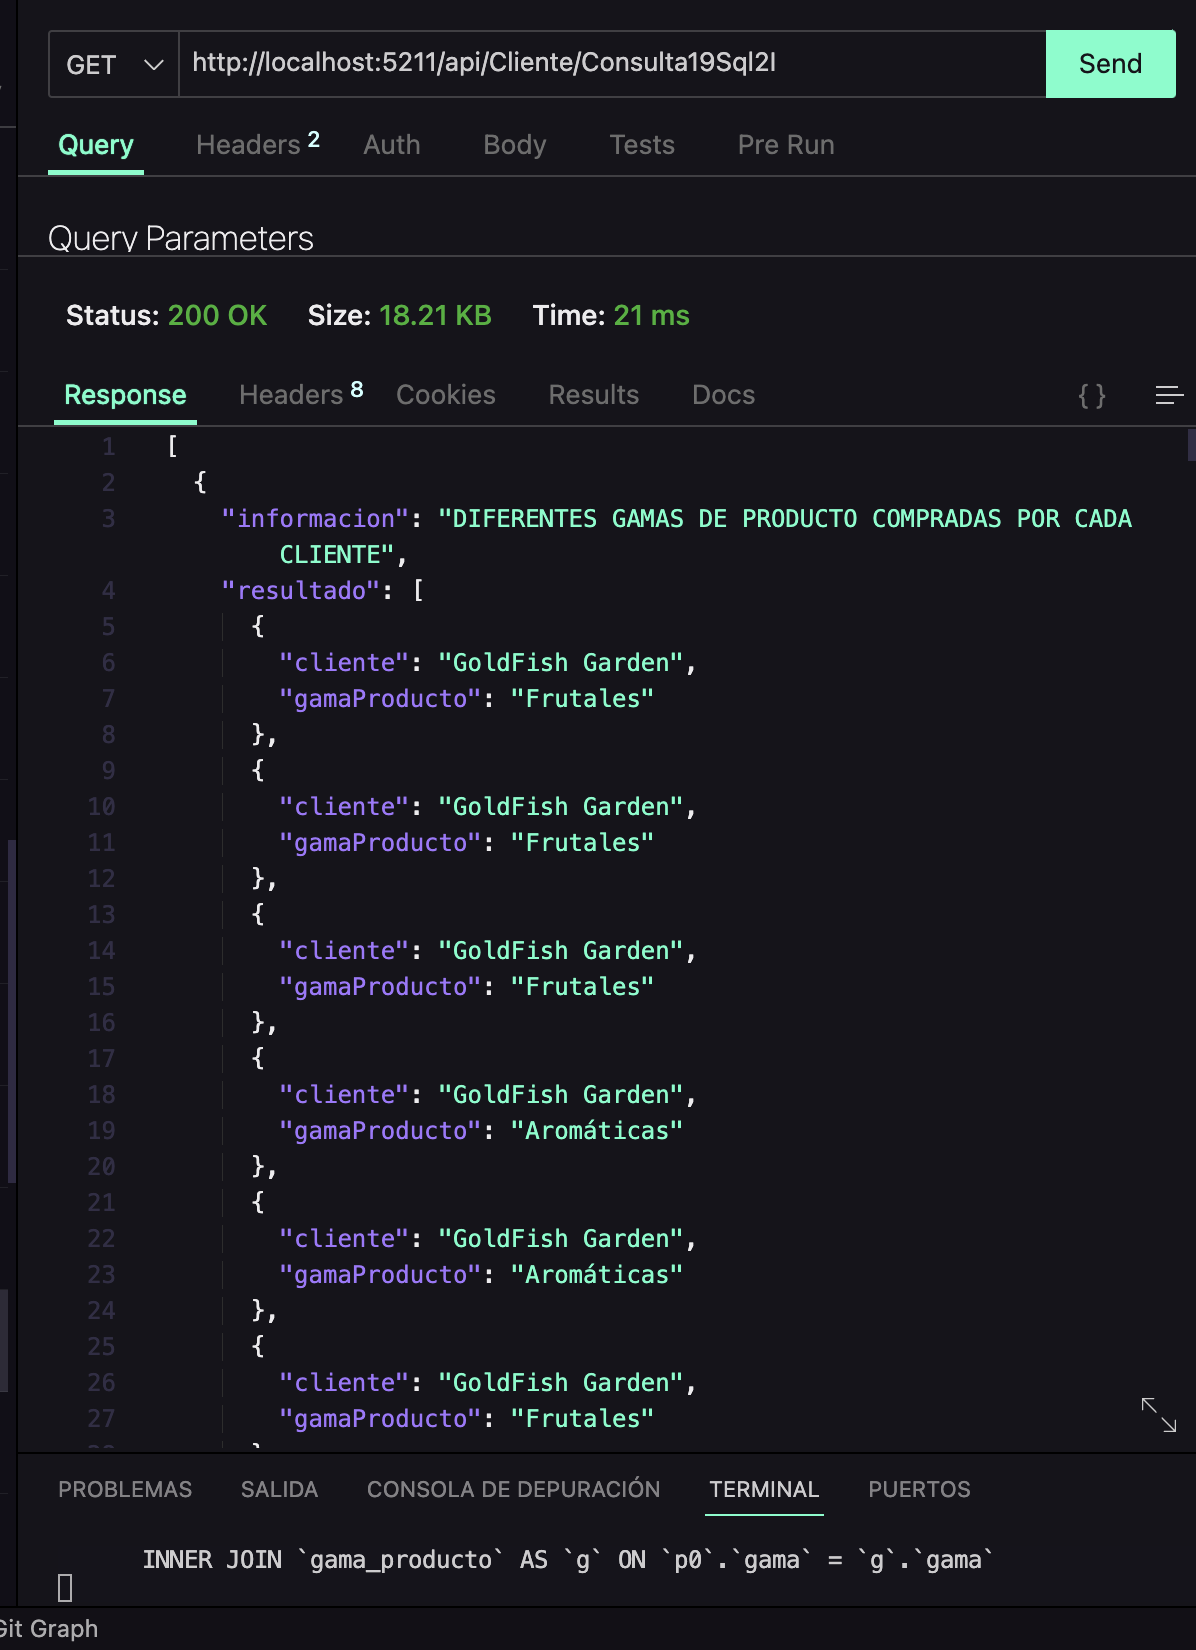 GET http://localhost:5211/api/Cliente/Consulta19Sql2I Send
Query Headers 2 Auth Body Tests Pre Run
Query Parameters
Status: 200 OK Size: 18.21 KB Time: 21 ms
Response Headers 8 Cookies Results Docs { }
1 [
2 {
3 "informacion": "DIFERENTES GAMAS DE PRODUCTO COMPRADAS POR CADA
CLIENTE",
4 "resultado": [
5 {
6 "cliente": "GoldFish Garden",
7 "gamaProducto": "Frutales"
8 },
9 {
10 "cliente": "GoldFish Garden",
11 "gamaProducto": "Frutales"
12 },
13 {
14 "cliente": "GoldFish Garden",
15 "gamaProducto": "Frutales"
16 },
17 {
18 "cliente": "GoldFish Garden",
19 "gamaProducto": "Aromáticas"
20 },
21 {
22 "cliente": "GoldFish Garden",
23 "gamaProducto": "Aromáticas"
24 },
25 {
26 "cliente": "GoldFish Garden",
27 "gamaProducto": "Frutales"
PROBLEMAS SALIDA CONSOLA DE DEPURACIÓN TERMINAL PUERTOS
INNER JOIN `gama_producto` AS `g` ON `p0`.`gama` = `g`.`gama`
Git Graph